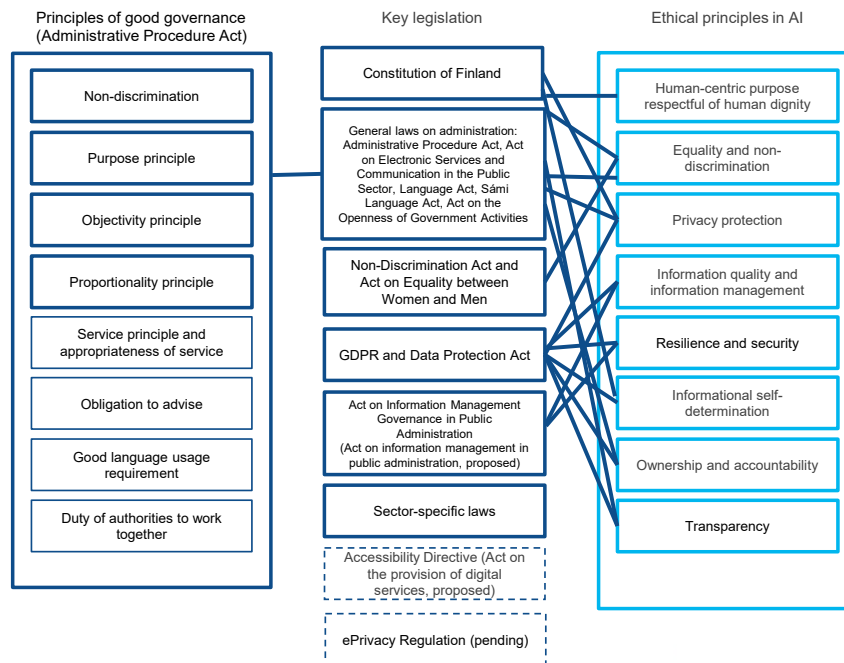 Principles of good governance
(Administrative Procedure Act)
Non-discrimination
Purpose principle
Objectivity principle
Proportionality principle
Service principle and
appropriateness of service
Obligation to advise
Good language usage
requirement
Duty of authorities to work
together
Key legislation
Constitution of Finland
General laws on administration:
Administrative Procedure Act, Act
on Electronic Services and
Communication in the Public
Sector, Language Act, Sámi
Language Act, Act on the
Openness of Government Activities
Non-Discrimination Act and
Act on Equality between
Women and Men
GDPR and Data Protection Act
Act on Information Management
Governance in Public
Administration
(Act on information management in
public administration, proposed)
Sector-specific laws
Accessibility Directive (Act on
the provision of digital
services, proposed)
ePrivacy Regulation (pending)
Ethical principles in AI
Human-centric purpose
respectful of human dignity
Equality and non-
discrimination
Privacy protection
Information quality and
information management
Resilience and security
Informational self-
determination
Ownership and accountability
Transparency